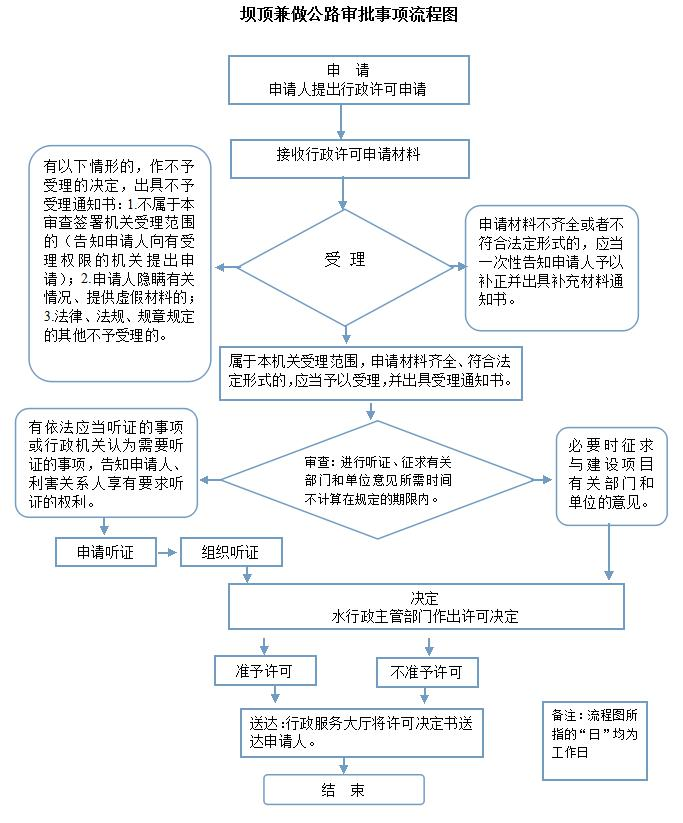 坝顶兼做公路审批事项流程图
申 请
申请人提出行政许可申请
接收行政许可申请材料
有以下情形的，作不予
受理的决定，出具不予
受理通知书：1.不属于本
审查签署机关受理范围
的（告知申请人向有受
理权限的机关提出申
请）；2.申请人隐瞒有关
情况、提供虚假材料的；
3.法律、法规、规章规定
的其他不予受理的。
受 理
申请材料不齐全或者不
符合法定形式的，应当
一次性告知申请人予以
补正并出具补充材料通
知书。
属于本机关受理范围，申请材料齐全、符合法
定形式的，应当予以受理，并出具受理通知书。
有依法应当听证的事项
或行政机关认为需要听
证的事项，告知申请人、
利害关系人享有要求听
证的权利。
审查：进行听证、征求有关
部门和单位意见所需时间
不计算在规定的期限内。
必要时征求
与建设项目
有关部门和
单位的意见。
申请听证
组织听证
决定
水行政主管部门作出许可决定
准予许可
不准予许可
送达：行政服务大厅将许可决定书送
达申请人。
备注：流程图所
指的“日”均为
工作日
结 束